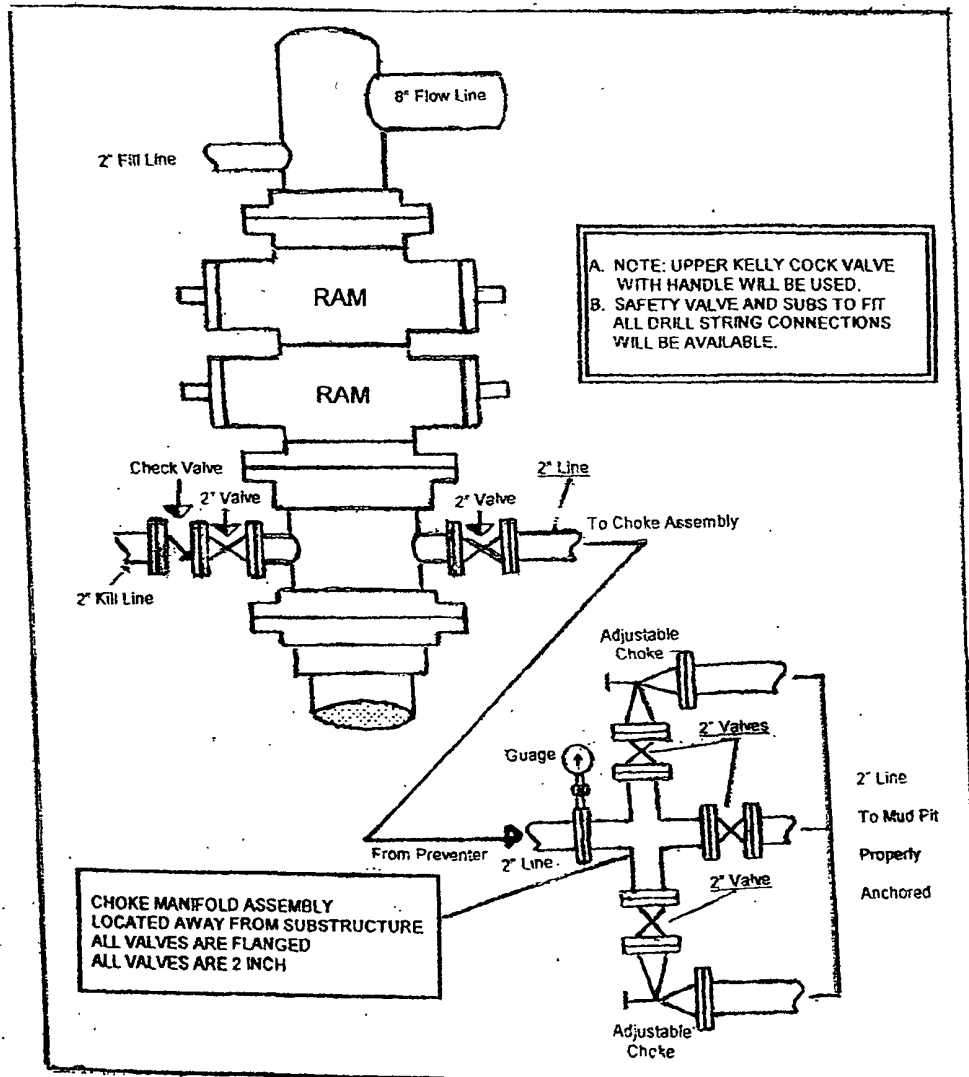 8" Flow Line
2" Fill Line
A. NOTE: UPPER KELLY COCK VALVE
WITH HANDLE WILL BE USED.
B. SAFETY VALVE AND SUBS TO FIT
ALL DRILL STRING CONNECTIONS
WILL BE AVAILABLE.
RAM
RAM
Check Valve
2" Valve
2" Valve
2" Line
To Choke Assembly
2" Kill Line
Adjustable
Choke
Guage
2" Valves
2" Line
To Mud Pit
Properly
Anchored
From Preventer
2" Line
2" Valve
CHOKE MANIFOLD ASSEMBLY
LOCATED AWAY FROM SUBSTRUCTURE
ALL VALVES ARE FLANGED
ALL VALVES ARE 2 INCH
Adjustable
Choke